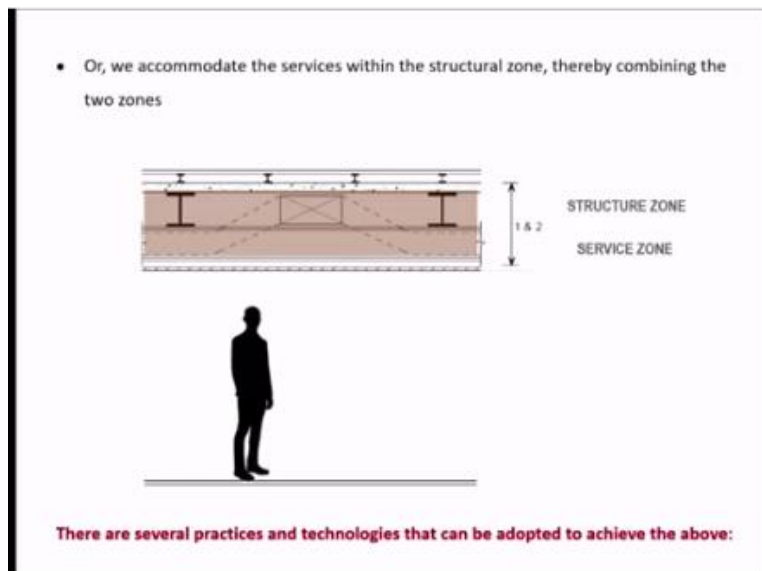 • Or, we accommodate the services within the structural zone, thereby combining the
two zones
STRUCTURE ZONE
1 & 2
SERVICE ZONE
There are several practices and technologies that can be adopted to achieve the above: